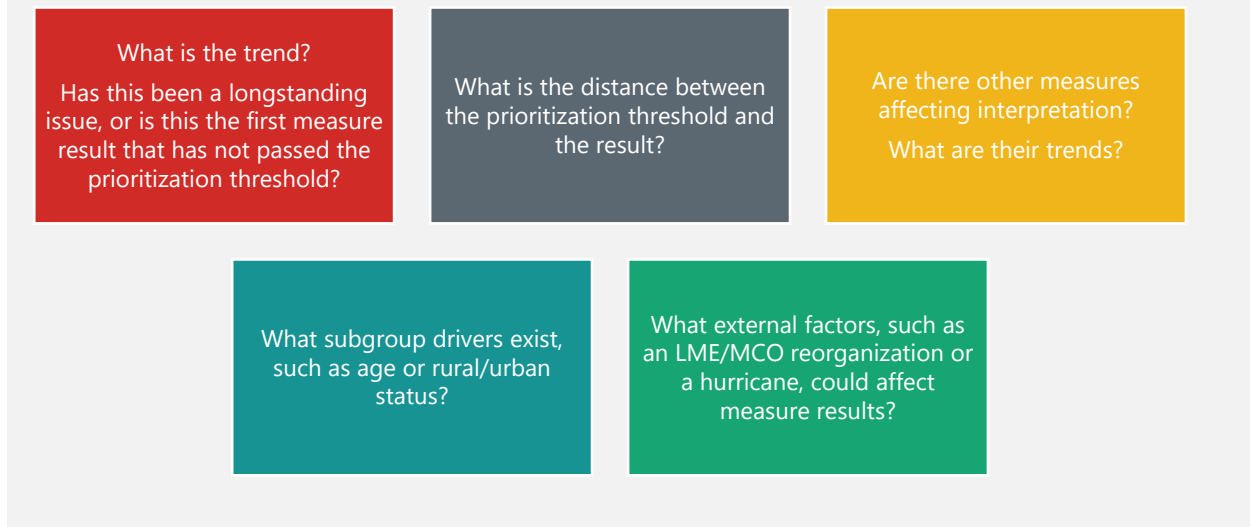 What is the trend?
Has this been a longstanding
issue, or is this the first measure
result that has not passed the
prioritization threshold?
What is the distance between
the prioritization threshold and
the result?
Are there other measures
affecting interpretation?
What are their trends?
What subgroup drivers exist,
such as age or rural/urban
status?
What external factors, such as
an LME/MCO reorganization or
a hurricane, could affect
measure results?